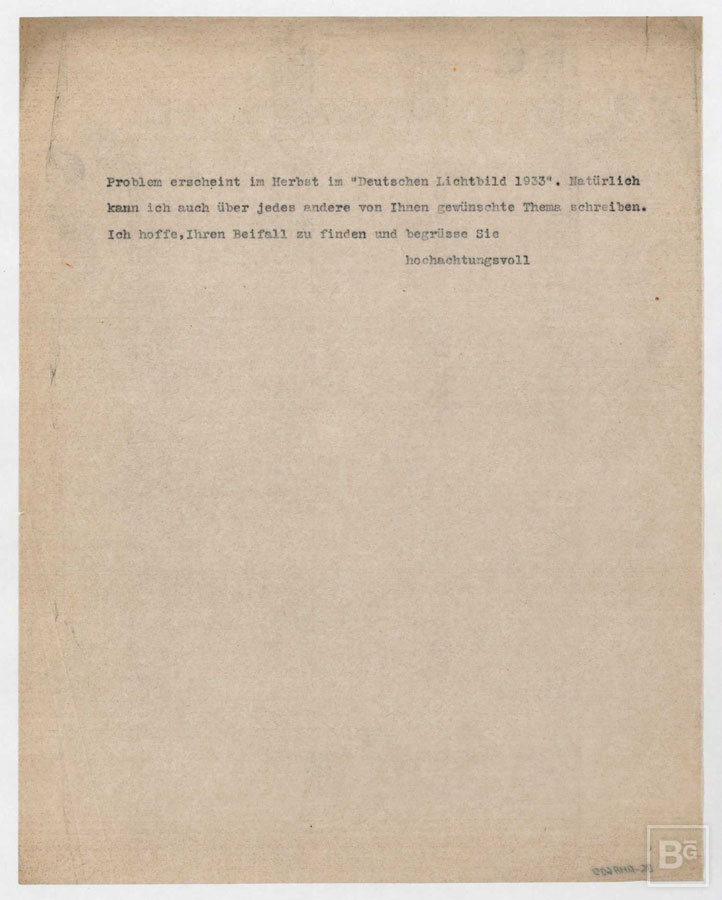 Problem erscheint im Herbst im "Deutschen Lichtbild 1933". Natürlich
kann ich auch über jedes andere von Ihnen gewünschte Thema schreiben.
Ich hoffe,Ihren Beifall zu finden und begrüsse Sie
hochachtungsvoll
BG